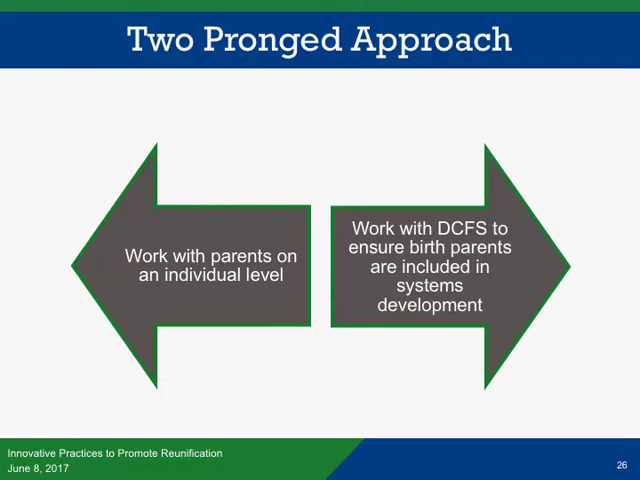 Two Pronged Approach
Work with parents on
an individual level
Work with DCFS to
ensure birth parents
are included in
systems
development
Innovative Practices to Promote Reunification
June 8, 2017
26